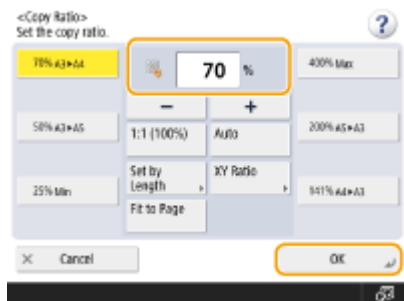 <Copy Ratio>
Set the copy ratio.
?
70% A3►A4
70 %
400% Max
−
+
50% A3►A5
1:1 (100%)
Auto
200% A5►A3
Set by
Length
XY Ratio
25% Min
141% A4►A3
Fit to Page
× Cancel
OK